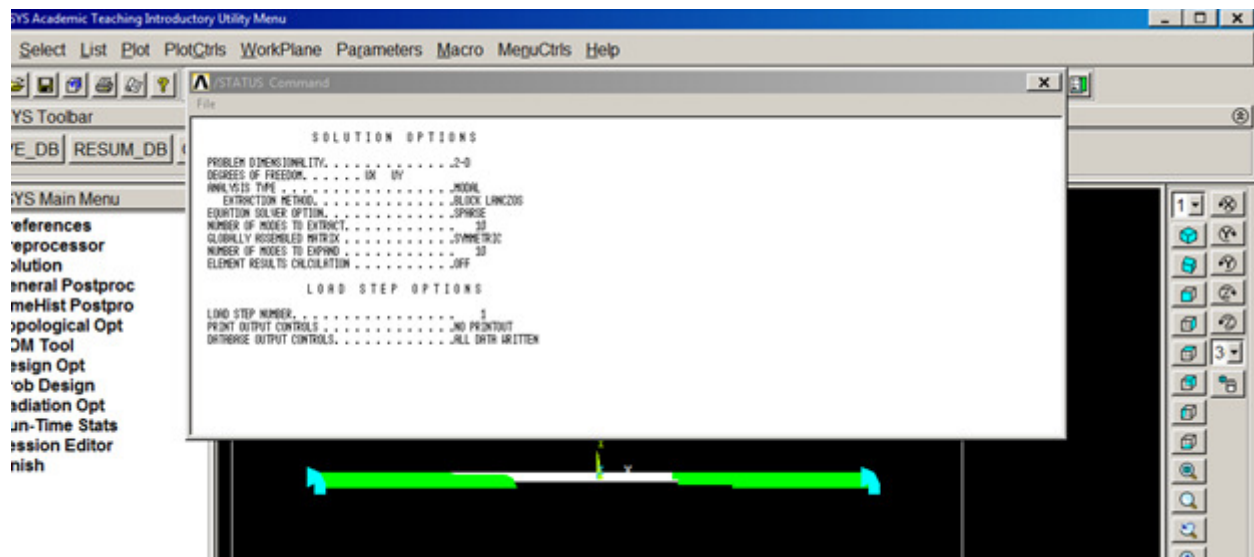 SYS Academic Teaching Introductory Utility Menu
Select List Plot PlotCtrls WorkPlane Parameters Macro MenuCtrls Help
/STATUS Command
File
YS Toolbar
E_DB RESUM_DB
SOLUTION OPTIONS
PROBLEM DIMENSIONALITY. . . . . . . . . . . . .2-D
DEGREES OF FREEDOM. . . . . . UX UY
ANALYSIS TYPE . . . . . . . . . . . . . . . . .MODAL
EXTRACTION METHOD. . . . . . . . . . . . . .BLOCK LANCZOS
EQUATION SOLVER OPTION. . . . . . . . . . . . .SPARSE
NUMBER OF MODES TO EXTRACT. . . . . . . . . . . 10
GLOBALLY ASSEMBLED MATRIX . . . . . . . . . . .SYMMETRIC
NUMBER OF MODES TO EXPAND . . . . . . . . . . . 10
ELEMENT RESULTS CALCULATION . . . . . . . . . .OFF
LOAD STEP OPTIONS
LOAD STEP NUMBER. . . . . . . . . . . . . . . . 1
PRINT OUTPUT CONTROLS . . . . . . . . . . . . .NO PRINTOUT
DATABASE OUTPUT CONTROLS. . . . . . . . . . . .ALL DATA WRITTEN
YS Main Menu
references
eprocessor
olution
eneral Postproc
meHist Postpro
opological Opt
OM Tool
esign Opt
rob Design
adiation Opt
un-Time Stats
ession Editor
nish
1
3